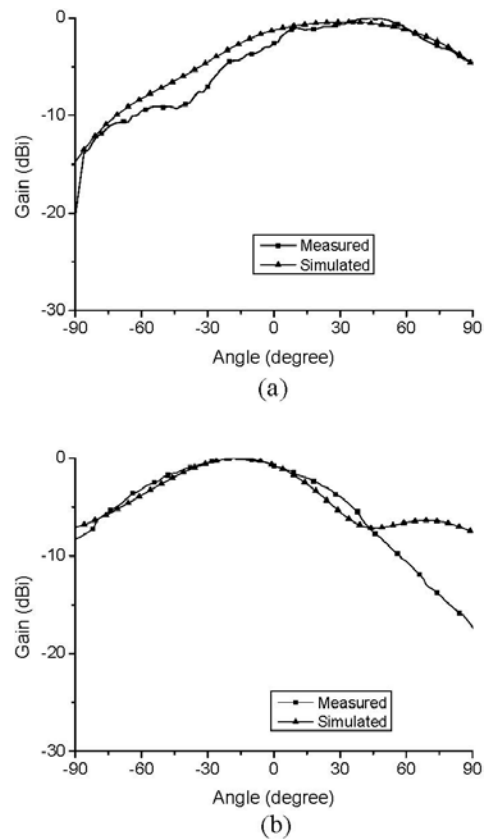 0
-10
-20
-30
Gain (dBi)
Measured
Simulated
-90 -60 -30 0 30 60 90
Angle (degree)
(a)
0
-10
-20
-30
Gain (dBi)
Measured
Simulated
-90 -60 -30 0 30 60 90
Angle (degree)
(b)